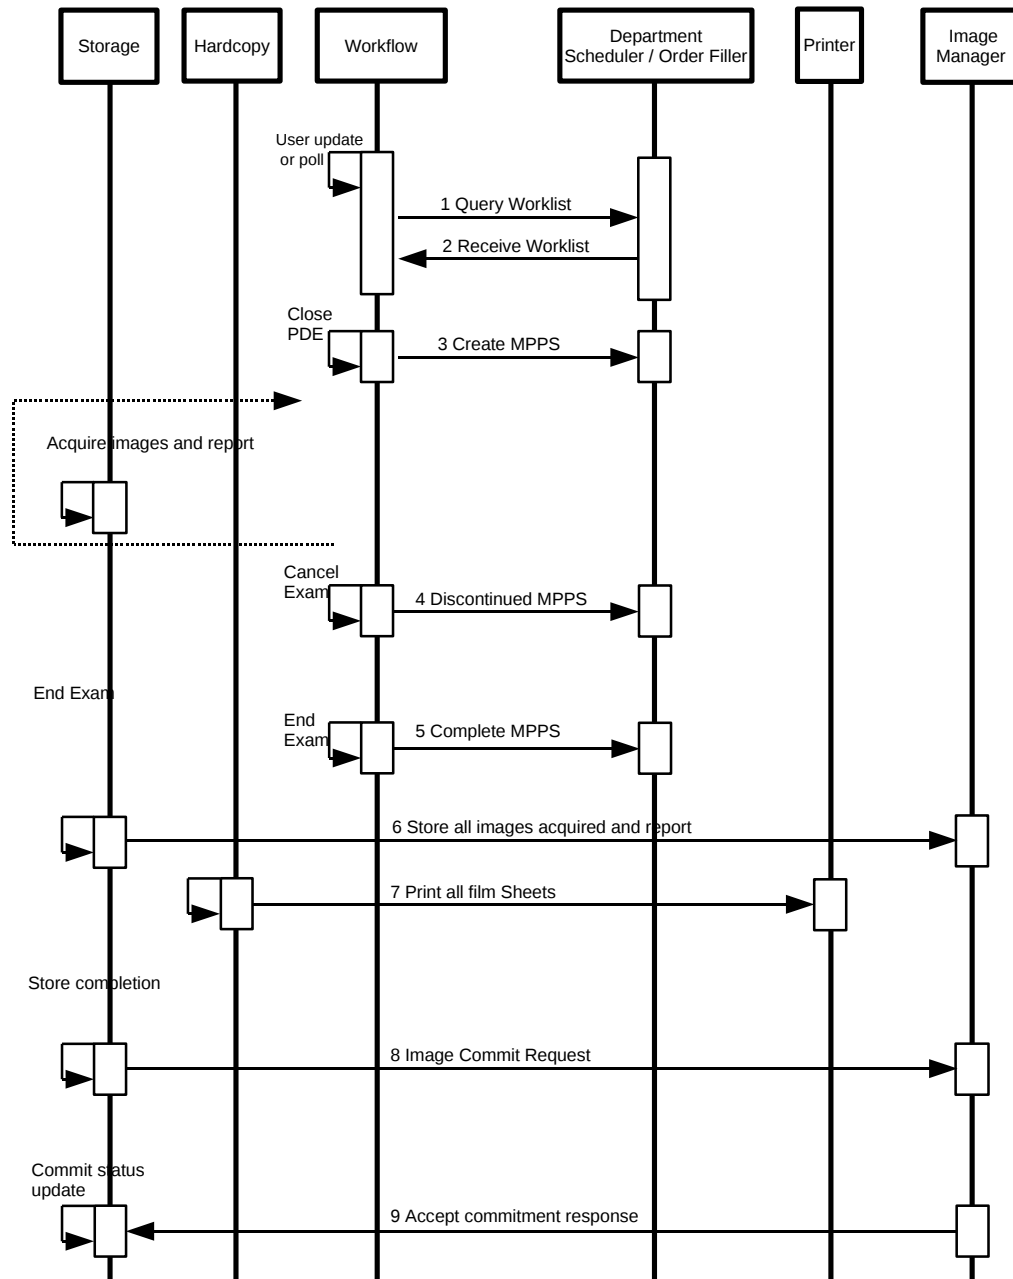 Storage
Hardcopy
Workflow
Department
Scheduler / Order Filler
Printer
Image
Manager
User update
or poll
1 Query Worklist
2 Receive Worklist
Close
PDE
3 Create MPPS
Acquire images and report
Cancel
Exam
4 Discontinued MPPS
End Exam
End
Exam
5 Complete MPPS
6 Store all images acquired and report
7 Print all film Sheets
Store completion
8 Image Commit Request
Commit status
update
9 Accept commitment response